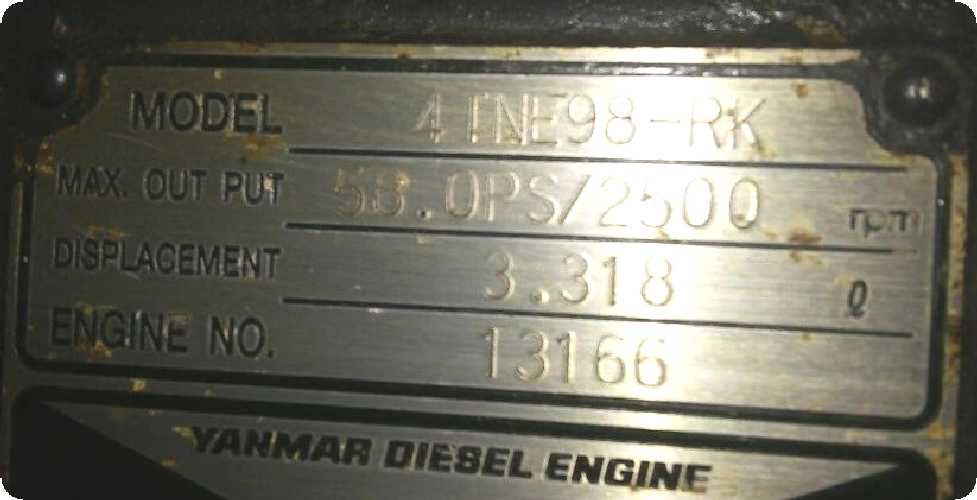 MODEL 4TNE98-RK
MAX. OUT PUT 58.0PS/2500 rpm
DISPLACEMENT 3.318 ℓ
ENGINE NO. 13166
YANMAR DIESEL ENGINE